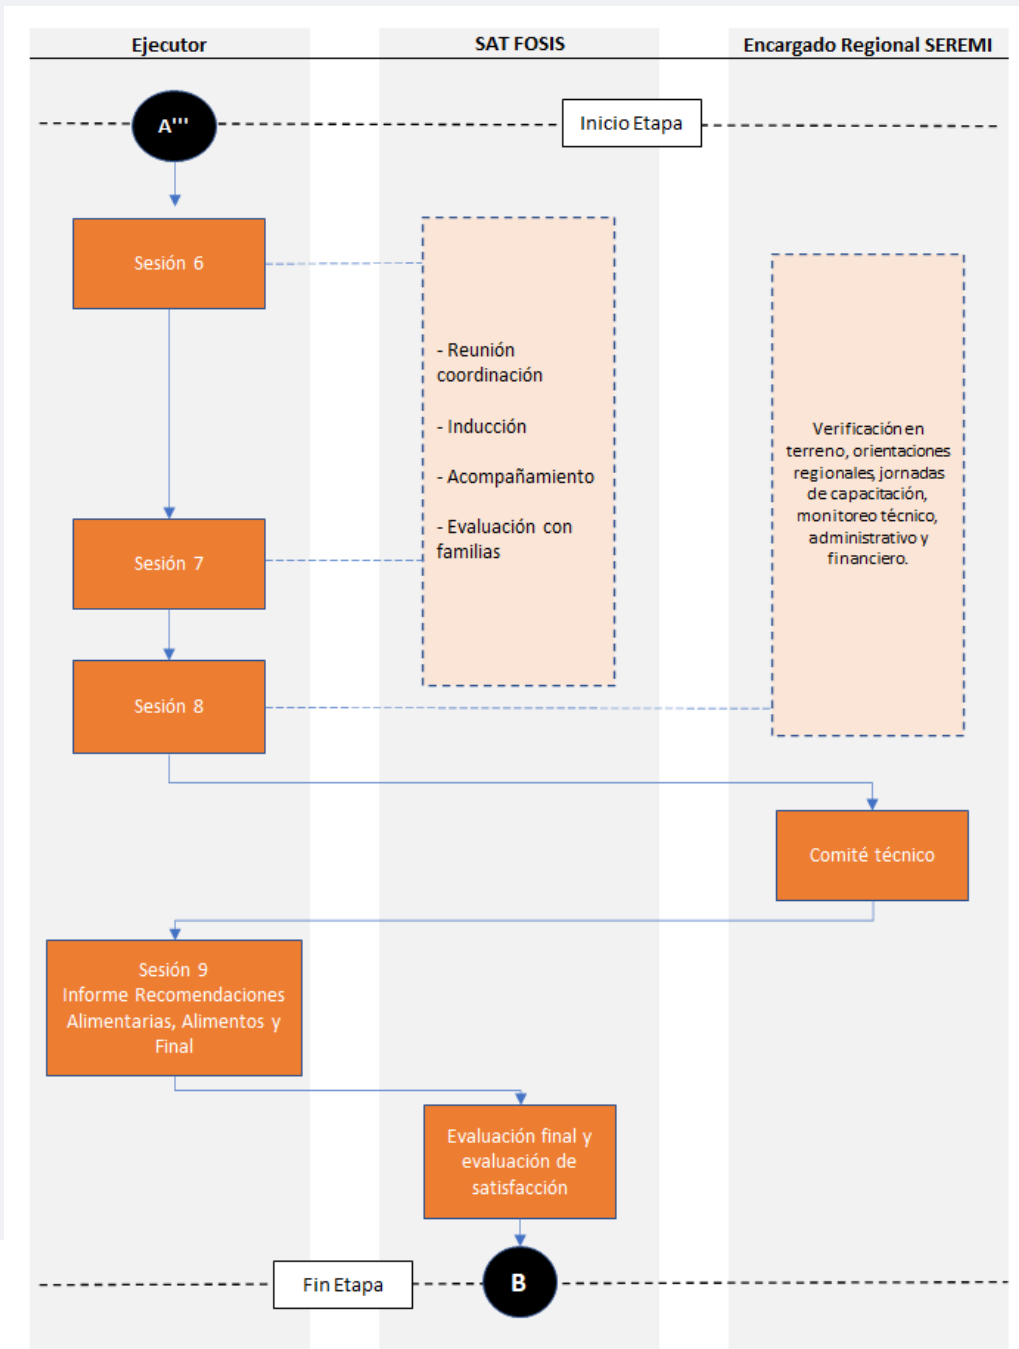 Ejecutor
SAT FOSIS
Encargado Regional SEREMI
A'''
Inicio Etapa
Sesión 6
- Reunión
coordinación
- Inducción
- Acompañamiento
- Evaluación con
familias
Verificación en
terreno, orientaciones
regionales, jornadas
de capacitación,
monitoreo técnico,
administrativo y
financiero.
Sesión 7
Sesión 8
Comité técnico
Sesión 9
Informe Recomendaciones
Alimentarias, Alimentos y
Final
Evaluación final y
evaluación de
satisfacción
Fin Etapa
B